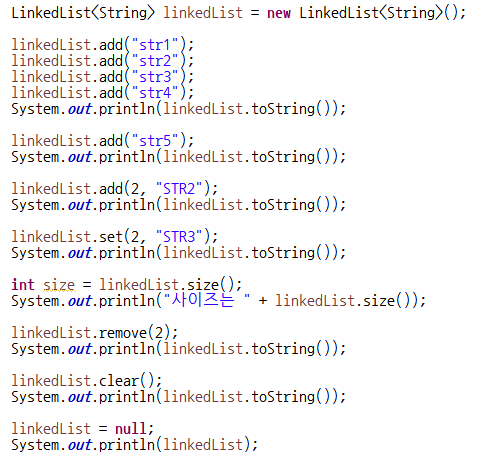 LinkedList<String> linkedList = new LinkedList<String>();
linkedList.add("str1");
linkedList.add("str2");
linkedList.add("str3");
linkedList.add("str4");
System.out.println(linkedList.toString());
linkedList.add("str5");
System.out.println(linkedList.toString());
linkedList.add(2, "STR2");
System.out.println(linkedList.toString());
linkedList.set(2, "STR3");
System.out.println(linkedList.toString());
int size = linkedList.size();
System.out.println("사이즈는 " + linkedList.size());
linkedList.remove(2);
System.out.println(linkedList.toString());
linkedList.clear();
System.out.println(linkedList.toString());
linkedList = null;
System.out.println(linkedList);